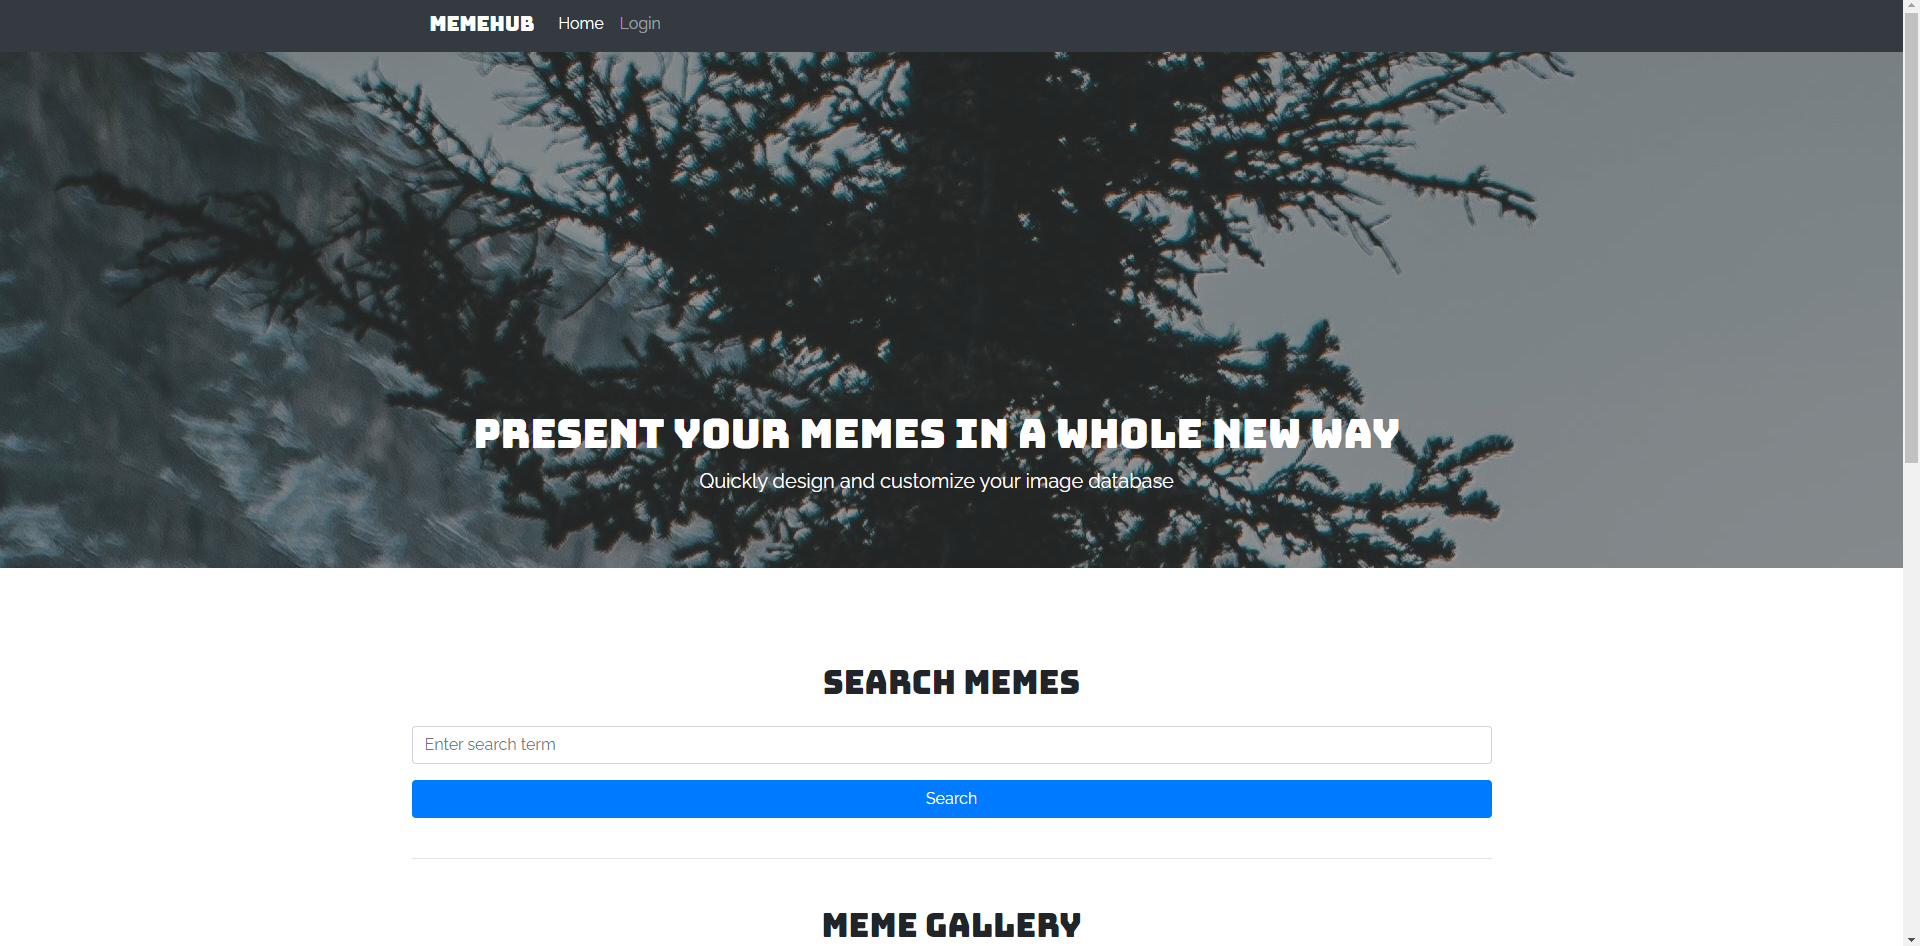 MEMEHUB Home Login
PRESENT YOUR MEMES IN A WHOLE NEW WAY
Quickly design and customize your image database
SEARCH MEMES
Enter search term
Search
MEME GALLERY